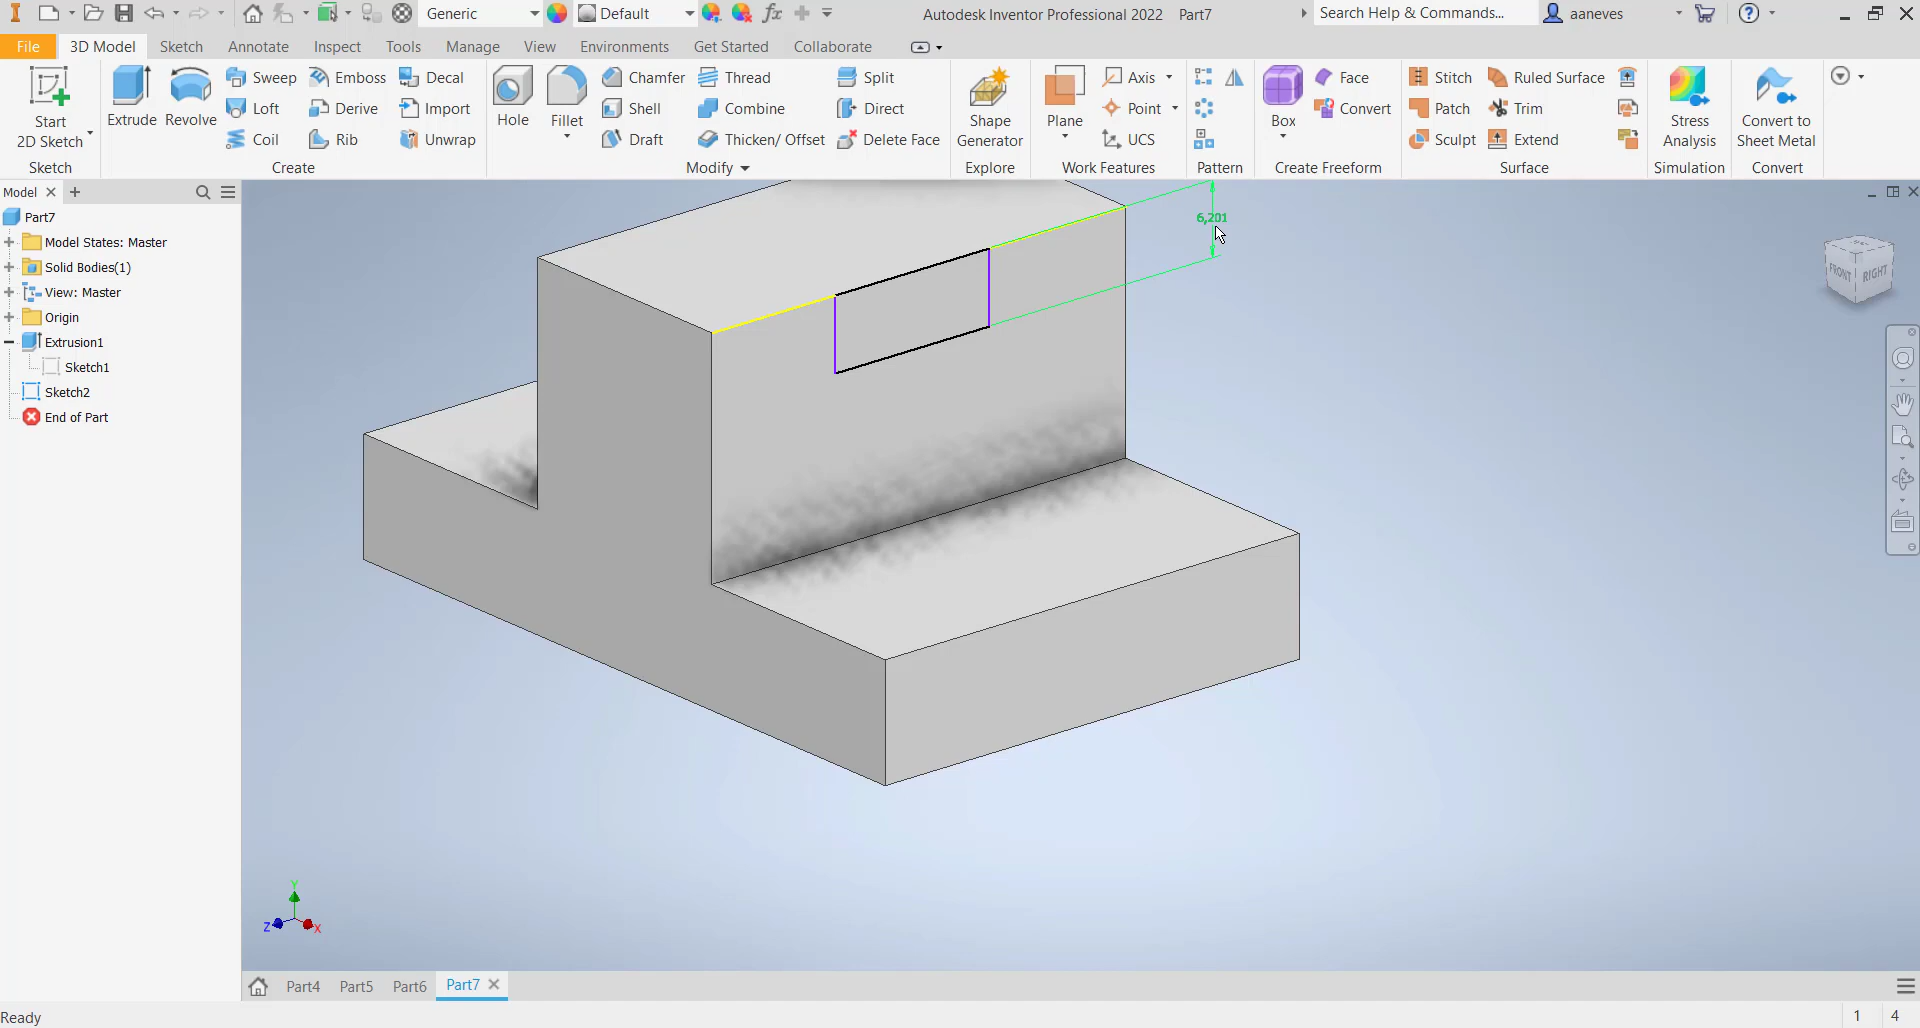 Generic
Default
Autodesk Inventor Professional 2022 Part7
Search Help & Commands...
aaneves
File
3D Model
Sketch
Annotate
Inspect
Tools
Manage
View
Environments
Get Started
Collaborate
Start
2D Sketch
Sketch
Extrude
Revolve
Sweep
Loft
Coil
Emboss
Derive
Rib
Decal
Import
Unwrap
Create
Hole
Fillet
Chamfer
Shell
Draft
Thread
Combine
Thicken/ Offset
Split
Direct
Delete Face
Modify
Shape
Generator
Explore
Plane
Axis
Point
UCS
Work Features
Pattern
Box
Face
Convert
Create Freeform
Stitch
Patch
Sculpt
Ruled Surface
Trim
Extend
Surface
Stress
Analysis
Simulation
Convert to
Sheet Metal
Convert
Model
Part7
Model States: Master
Solid Bodies(1)
View: Master
Origin
Extrusion1
Sketch1
Sketch2
End of Part
6,201
FRONT
RIGHT
Y
Z
X
Part4
Part5
Part6
Part7
Ready
1
4